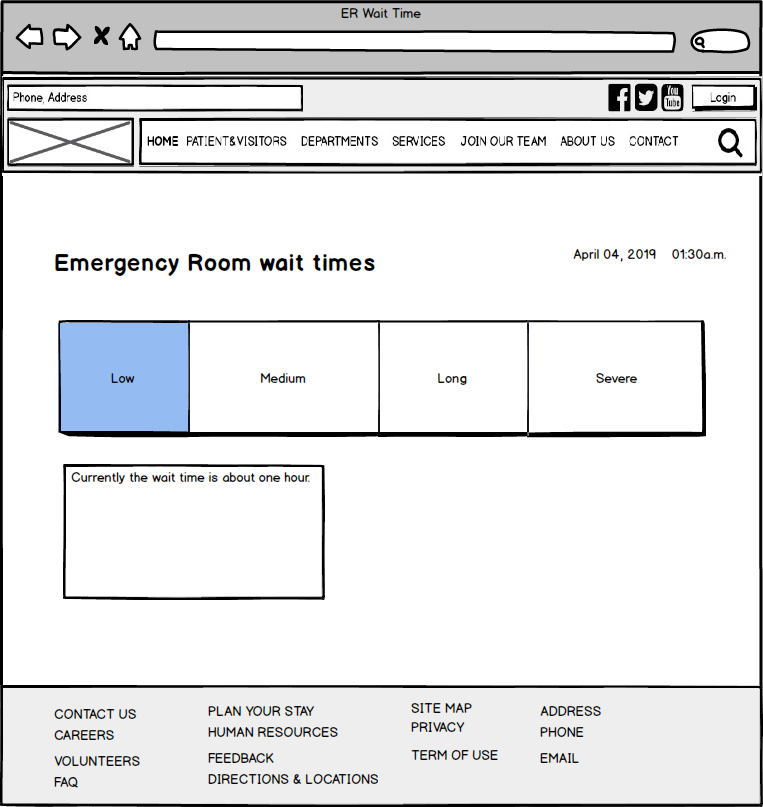 ER Wait Time
Phone, Address
You
Tube
Login
HOME PATIENT&VISITORS DEPARTMENTS SERVICES JOIN OUR TEAM ABOUT US CONTACT
Emergency Room wait times
April 04, 2019 01:30a.m.
Low Medium Long Severe
Currently the wait time is about one hour.
CONTACT US
CAREERS
VOLUNTEERS
FAQ
PLAN YOUR STAY
HUMAN RESOURCES
FEEDBACK
DIRECTIONS & LOCATIONS
SITE MAP
PRIVACY
TERM OF USE
ADDRESS
PHONE
EMAIL